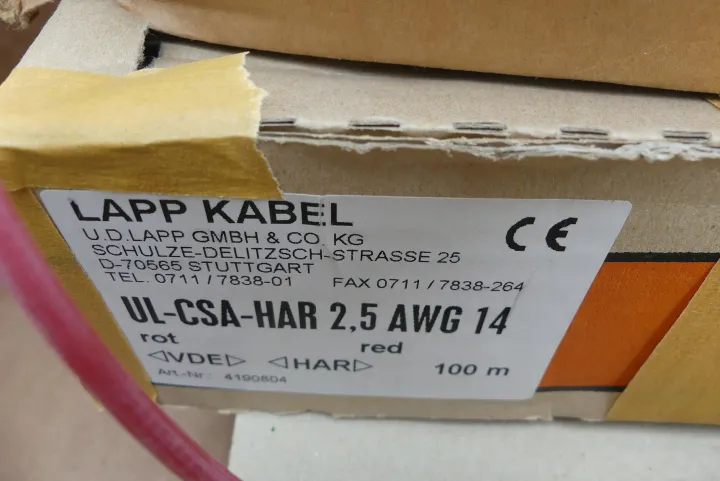 LAPP KABEL
U.D.LAPP GMBH & CO. KG
SCHULZE-DELITZSCH-STRASSE 25
D-70565 STUTTGART
TEL. 0711 / 7838-01 FAX 0711 / 7838-264
CE
UL-CSA-HAR 2,5 AWG 14
rot red
◁VDE▷ ◁HAR▷ 100 m
Art.-Nr.: 4190804